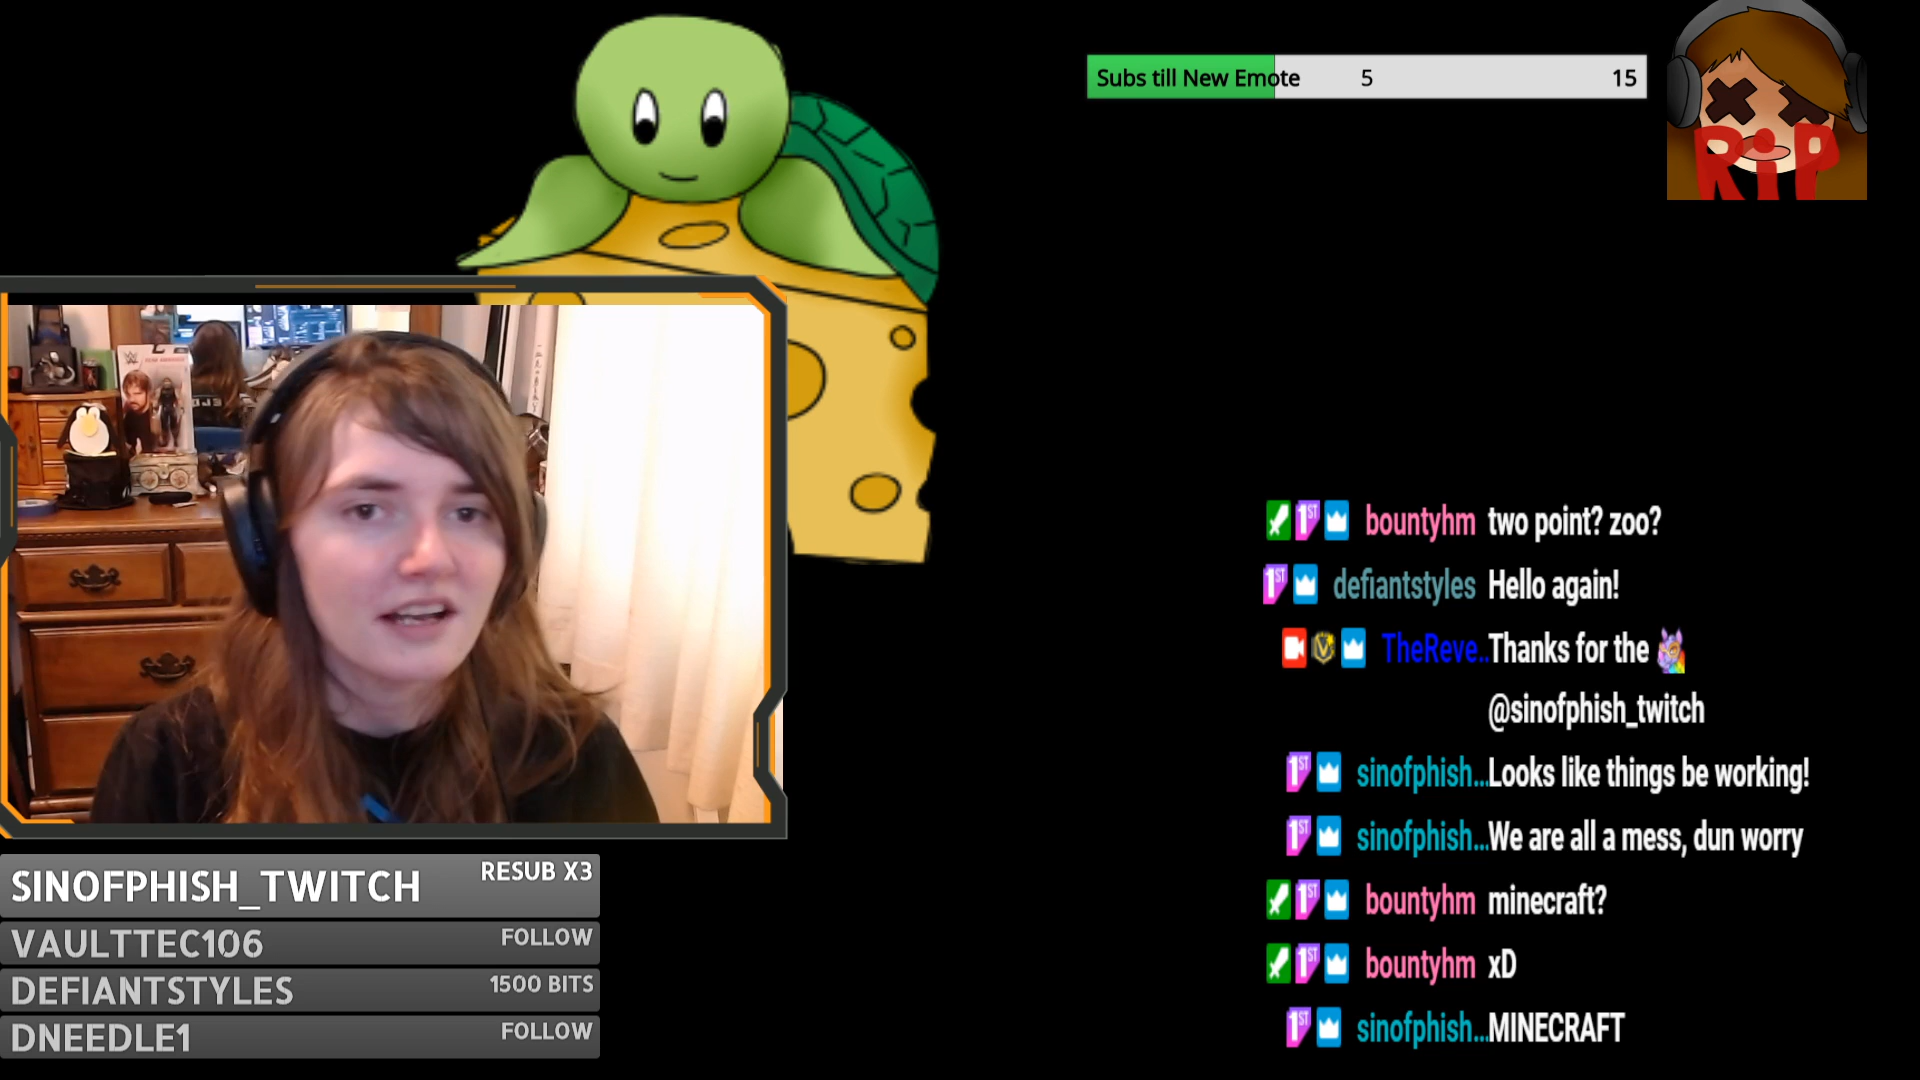 Subs till New Emote 5 15
RiP
bountyhm two point? zoo?
defiantstyles Hello again!
TheReve..Thanks for the
@sinofphish_twitch
sinofphish...Looks like things be working!
sinofphish...We are all a mess, dun worry
bountyhm minecraft?
bountyhm xD
sinofphish...MINECRAFT
SINOFPHISH_TWITCH RESUB X3
VAULTTEC106 FOLLOW
DEFIANTSTYLES 1500 BITS
DNEEDLE1 FOLLOW